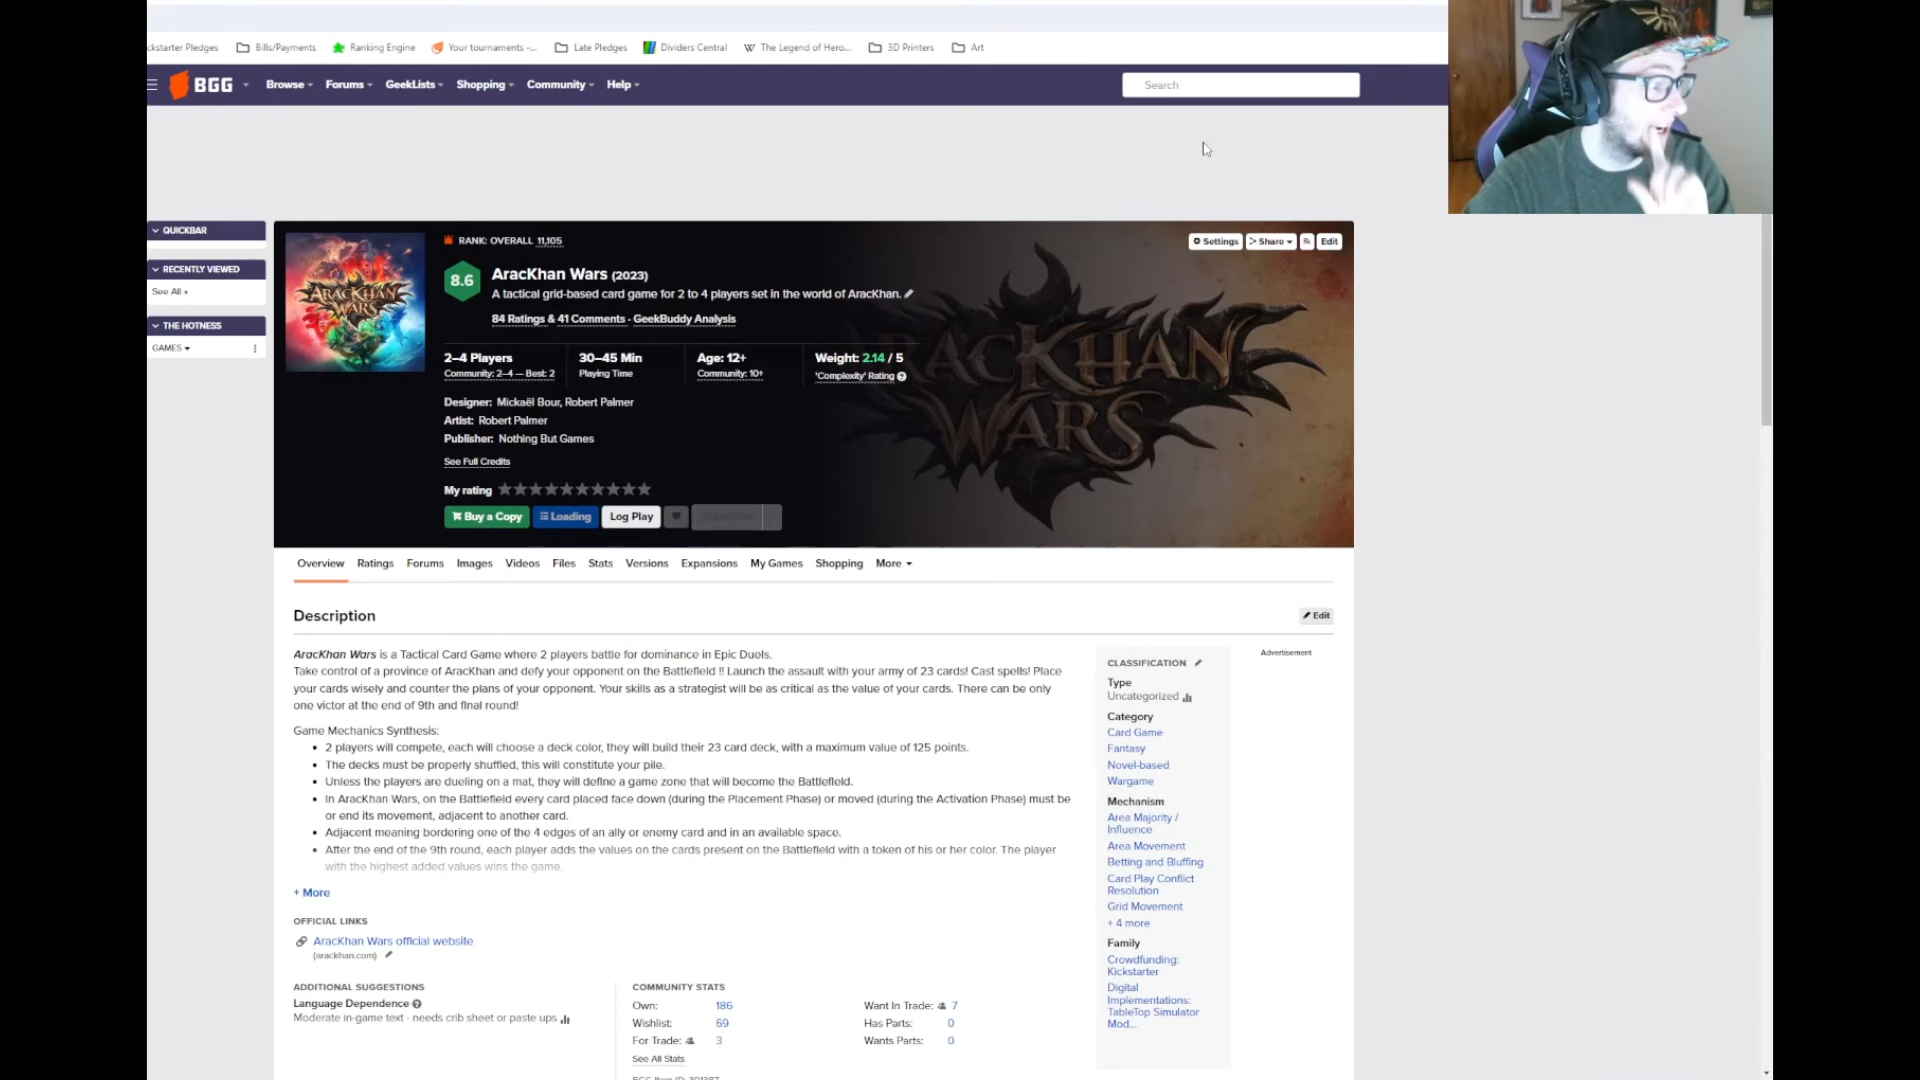 ckstarter Pledges Bills/Payments Ranking Engine Your tournaments -... Late Pledges Dividers Central The Legend of Hero... 3D Printers Art
BGG Browse Forums GeekLists Shopping Community Help Search
QUICKBAR
RECENTLY VIEWED
See All »
THE HOTNESS
GAMES
ARACKHAN WARS
RANK: OVERALL 11,105
Settings Share Edit
8.6
AracKhan Wars (2023)
A tactical grid-based card game for 2 to 4 players set in the world of AracKhan.
84 Ratings & 41 Comments · GeekBuddy Analysis
2–4 Players 30–45 Min Age: 12+ Weight: 2.14 / 5
Community: 2–4 — Best: 2 Playing Time Community: 10+ 'Complexity' Rating
Designer: Mickaël Bour, Robert Palmer
Artist: Robert Palmer
Publisher: Nothing But Games
See Full Credits
My rating
Buy a Copy Loading Log Play
ARACKHAN
WARS
Overview Ratings Forums Images Videos Files Stats Versions Expansions My Games Shopping More
Description
Edit
AracKhan Wars is a Tactical Card Game where 2 players battle for dominance in Epic Duels.
Take control of a province of AracKhan and defy your opponent on the Battlefield !! Launch the assault with your army of 23 cards! Cast spells! Place
your cards wisely and counter the plans of your opponent. Your skills as a strategist will be as critical as the value of your cards. There can be only
one victor at the end of 9th and final round!
Game Mechanics Synthesis:
• 2 players will compete, each will choose a deck color, they will build their 23 card deck, with a maximum value of 125 points.
• The decks must be properly shuffled, this will constitute your pile.
• Unless the players are dueling on a mat, they will define a game zone that will become the Battlefield.
• In AracKhan Wars, on the Battlefield every card placed face down (during the Placement Phase) or moved (during the Activation Phase) must be
or end its movement, adjacent to another card.
• Adjacent meaning bordering one of the 4 edges of an ally or enemy card and in an available space.
• After the end of the 9th round, each player adds the values on the cards present on the Battlefield with a token of his or her color. The player
with the highest added values wins the game.
+ More
OFFICIAL LINKS
AracKhan Wars official website
(arackhan.com)
ADDITIONAL SUGGESTIONS
Language Dependence
Moderate in-game text - needs crib sheet or paste ups
COMMUNITY STATS
Own: 186
Wishlist: 69
For Trade: 3
See All Stats
Want In Trade: 7
Has Parts: 0
Wants Parts: 0
CLASSIFICATION
Type
Uncategorized
Category
Card Game
Fantasy
Novel-based
Wargame
Mechanism
Area Majority /
Influence
Area Movement
Betting and Bluffing
Card Play Conflict
Resolution
Grid Movement
+ 4 more
Family
Crowdfunding:
Kickstarter
Digital
Implementations:
TableTop Simulator
Mod...
Advertisement